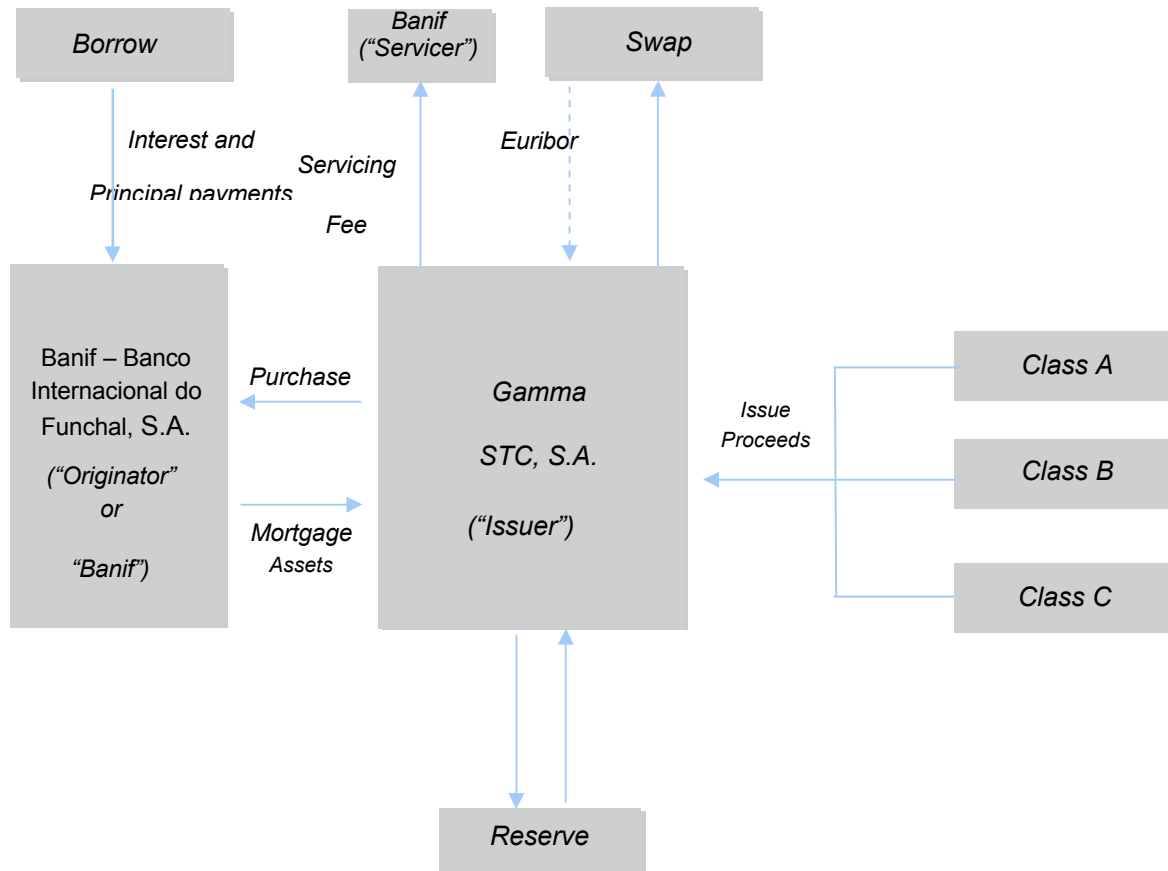 Borrow
Banif
(“Servicer”)
Swap
Interest and
Principal payments
Servicing
Fee
Euribor
Banif – Banco
Internacional do
Funchal, S.A.
(“Originator”
or
“Banif”)
Purchase
Mortgage
Assets
Gamma
STC, S.A.
(“Issuer”)
Issue
Proceeds
Class A
Class B
Class C
Reserve